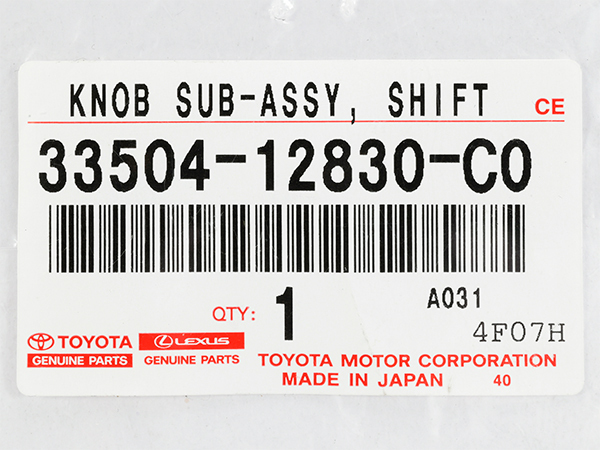 KNOB SUB-ASSY, SHIFT CE
33504-12830-C0
QTY: 1 A031
4F07H
TOYOTA LEXUS
GENUINE PARTS GENUINE PARTS
TOYOTA MOTOR CORPORATION
MADE IN JAPAN 40